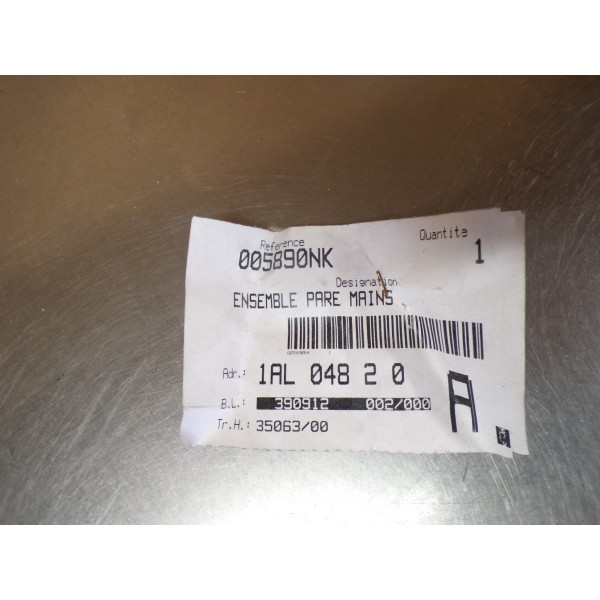 Reference
Quantite
005890NK
1
Designation
ENSEMBLE PARE MAINS
Adr.: 1AL 048 2 0
B.L.: 390912 002/000
A
Tr.H.: 35063/00